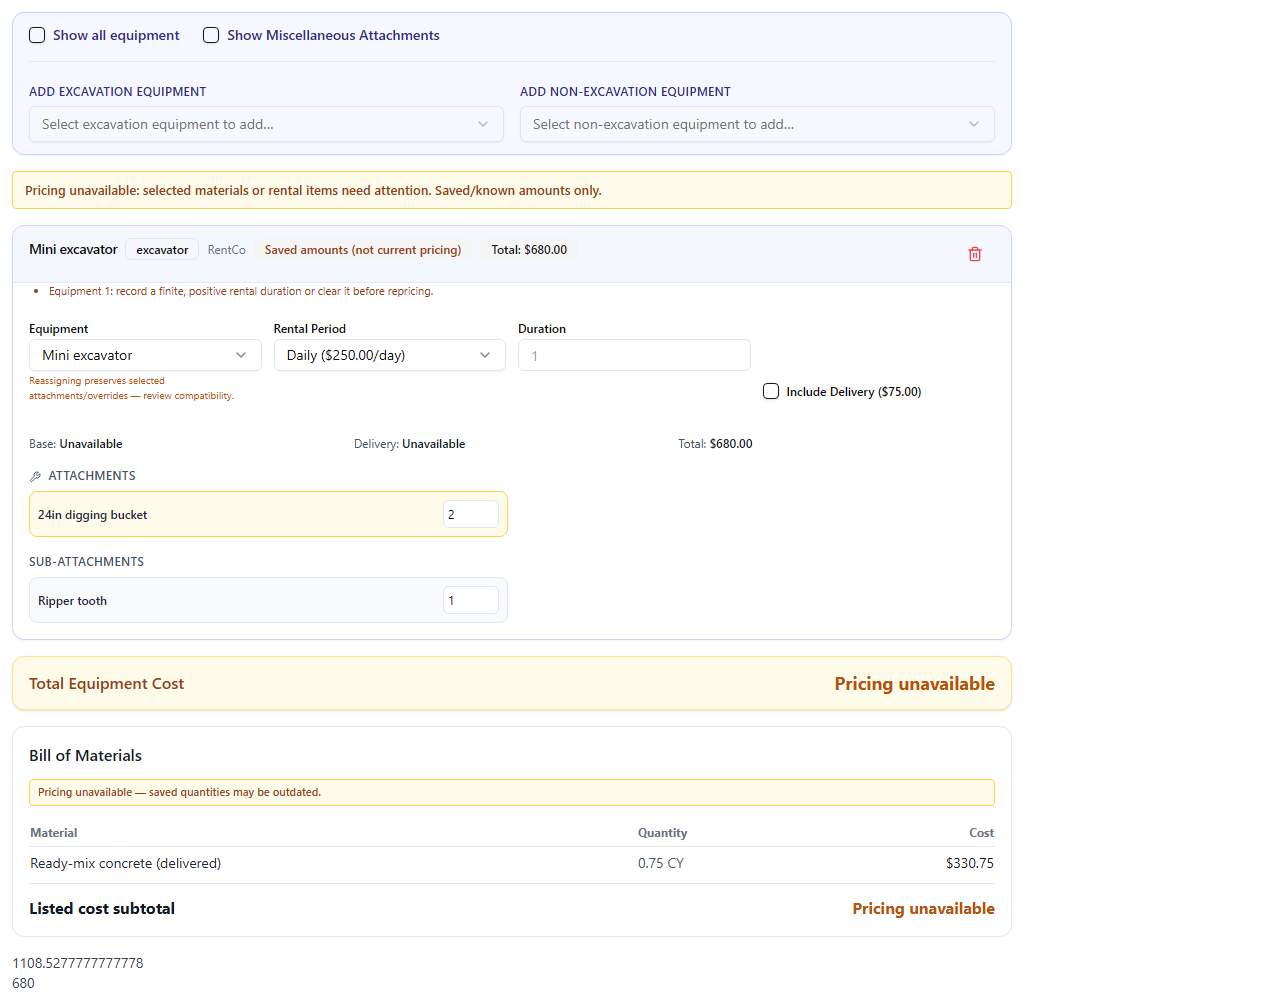 Show all equipment
Show Miscellaneous Attachments
ADD EXCAVATION EQUIPMENT
ADD NON-EXCAVATION EQUIPMENT
Select excavation equipment to add...
Select non-excavation equipment to add...
Pricing unavailable: selected materials or rental items need attention. Saved/known amounts only.
Mini excavator
excavator
RentCo
Saved amounts (not current pricing)
Total: $680.00
• Equipment 1: record a finite, positive rental duration or clear it before repricing.
Equipment
Rental Period
Duration
Mini excavator
Daily ($250.00/day)
1
Reassigning preserves selected
attachments/overrides — review compatibility.
Include Delivery ($75.00)
Base: Unavailable
Delivery: Unavailable
Total: $680.00
ATTACHMENTS
24in digging bucket
2
SUB-ATTACHMENTS
Ripper tooth
1
Total Equipment Cost
Pricing unavailable
Bill of Materials
Pricing unavailable — saved quantities may be outdated.
Material
Quantity
Cost
Ready-mix concrete (delivered)
0.75 CY
$330.75
Listed cost subtotal
Pricing unavailable
1108.5277777777778
680